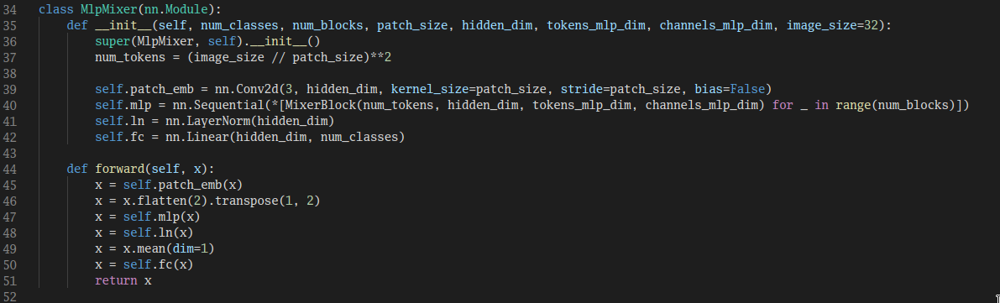 34 class MlpMixer(nn.Module):
35     def __init__(self, num_classes, num_blocks, patch_size, hidden_dim, tokens_mlp_dim, channels_mlp_dim, image_size=32):
36         super(MlpMixer, self).__init__()
37         num_tokens = (image_size // patch_size)**2
38
39         self.patch_emb = nn.Conv2d(3, hidden_dim, kernel_size=patch_size, stride=patch_size, bias=False)
40         self.mlp = nn.Sequential(*[MixerBlock(num_tokens, hidden_dim, tokens_mlp_dim, channels_mlp_dim) for _ in range(num_blocks)])
41         self.ln = nn.LayerNorm(hidden_dim)
42         self.fc = nn.Linear(hidden_dim, num_classes)
43
44     def forward(self, x):
45         x = self.patch_emb(x)
46         x = x.flatten(2).transpose(1, 2)
47         x = self.mlp(x)
48         x = self.ln(x)
49         x = x.mean(dim=1)
50         x = self.fc(x)
51         return x
52